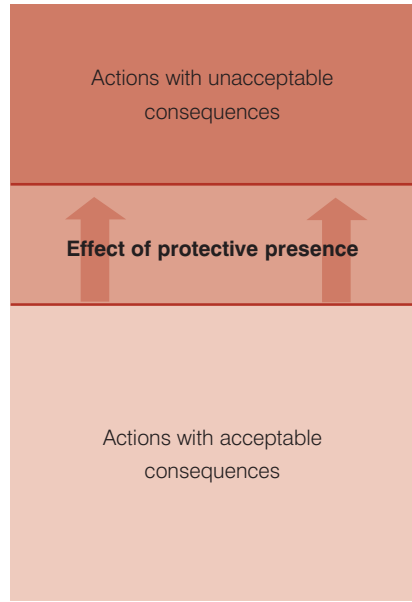 Actions with unacceptable
consequences
Effect of protective presence
Actions with acceptable
consequences